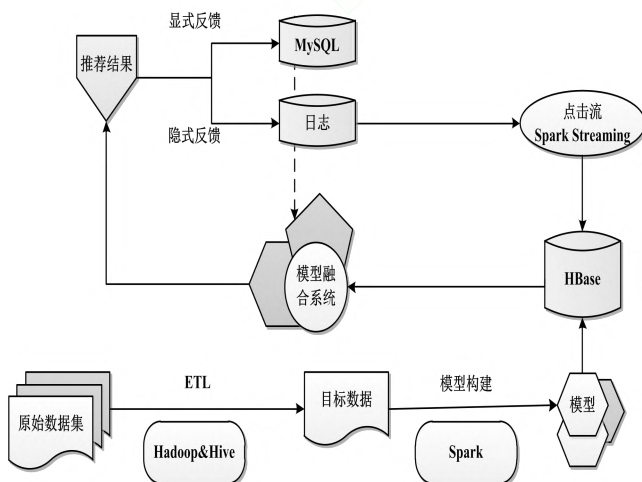 显式反馈
MySQL
推荐结果
隐式反馈
日志
点击流
Spark Streaming
模型融
合系统
HBase
ETL
原始数据集
Hadoop&Hive
目标数据
模型构建
Spark
模型